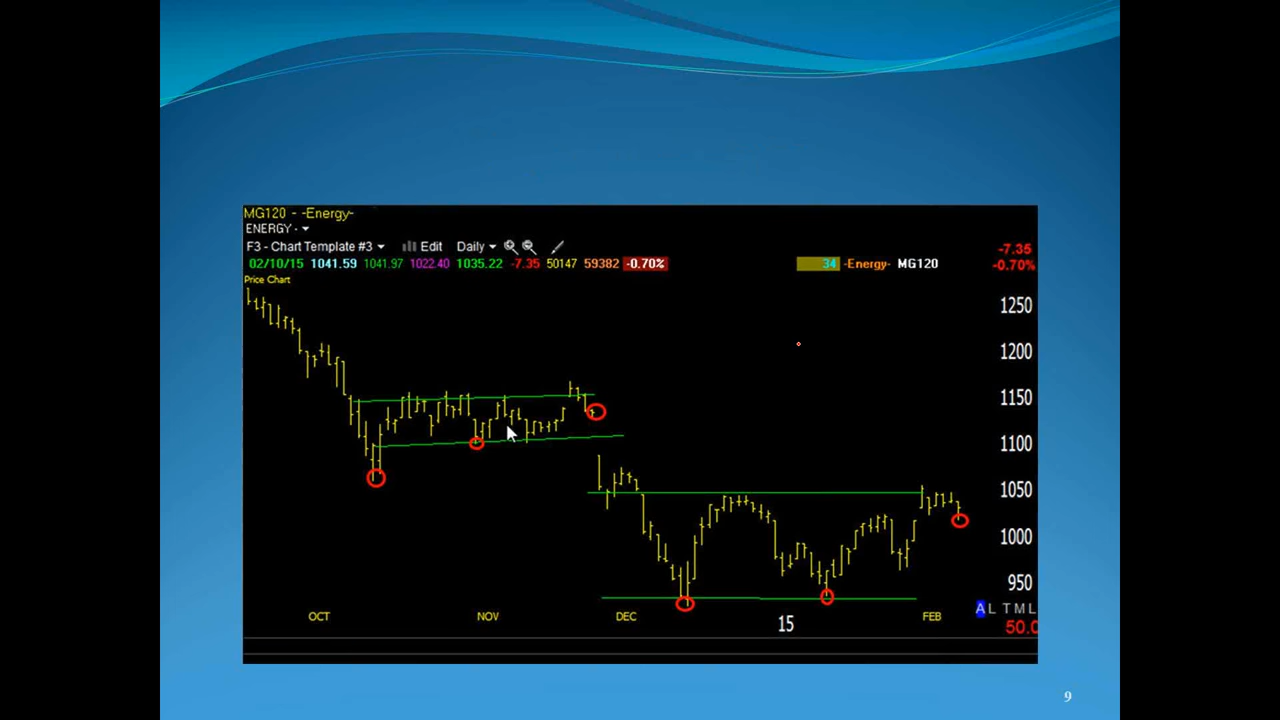 MG120 - -Energy-
ENERGY -
F3 - Chart Template #3 Edit Daily
-7.35
02/10/15 1041.59 1041.97 1022.40 1035.22 -7.35 50147 59382 -0.70% 34 -Energy- MG120 -0.70%
Price Chart
1250
1200
1150
1100
1050
1000
950
A L T M L
OCT NOV DEC 15 FEB
50.0
9